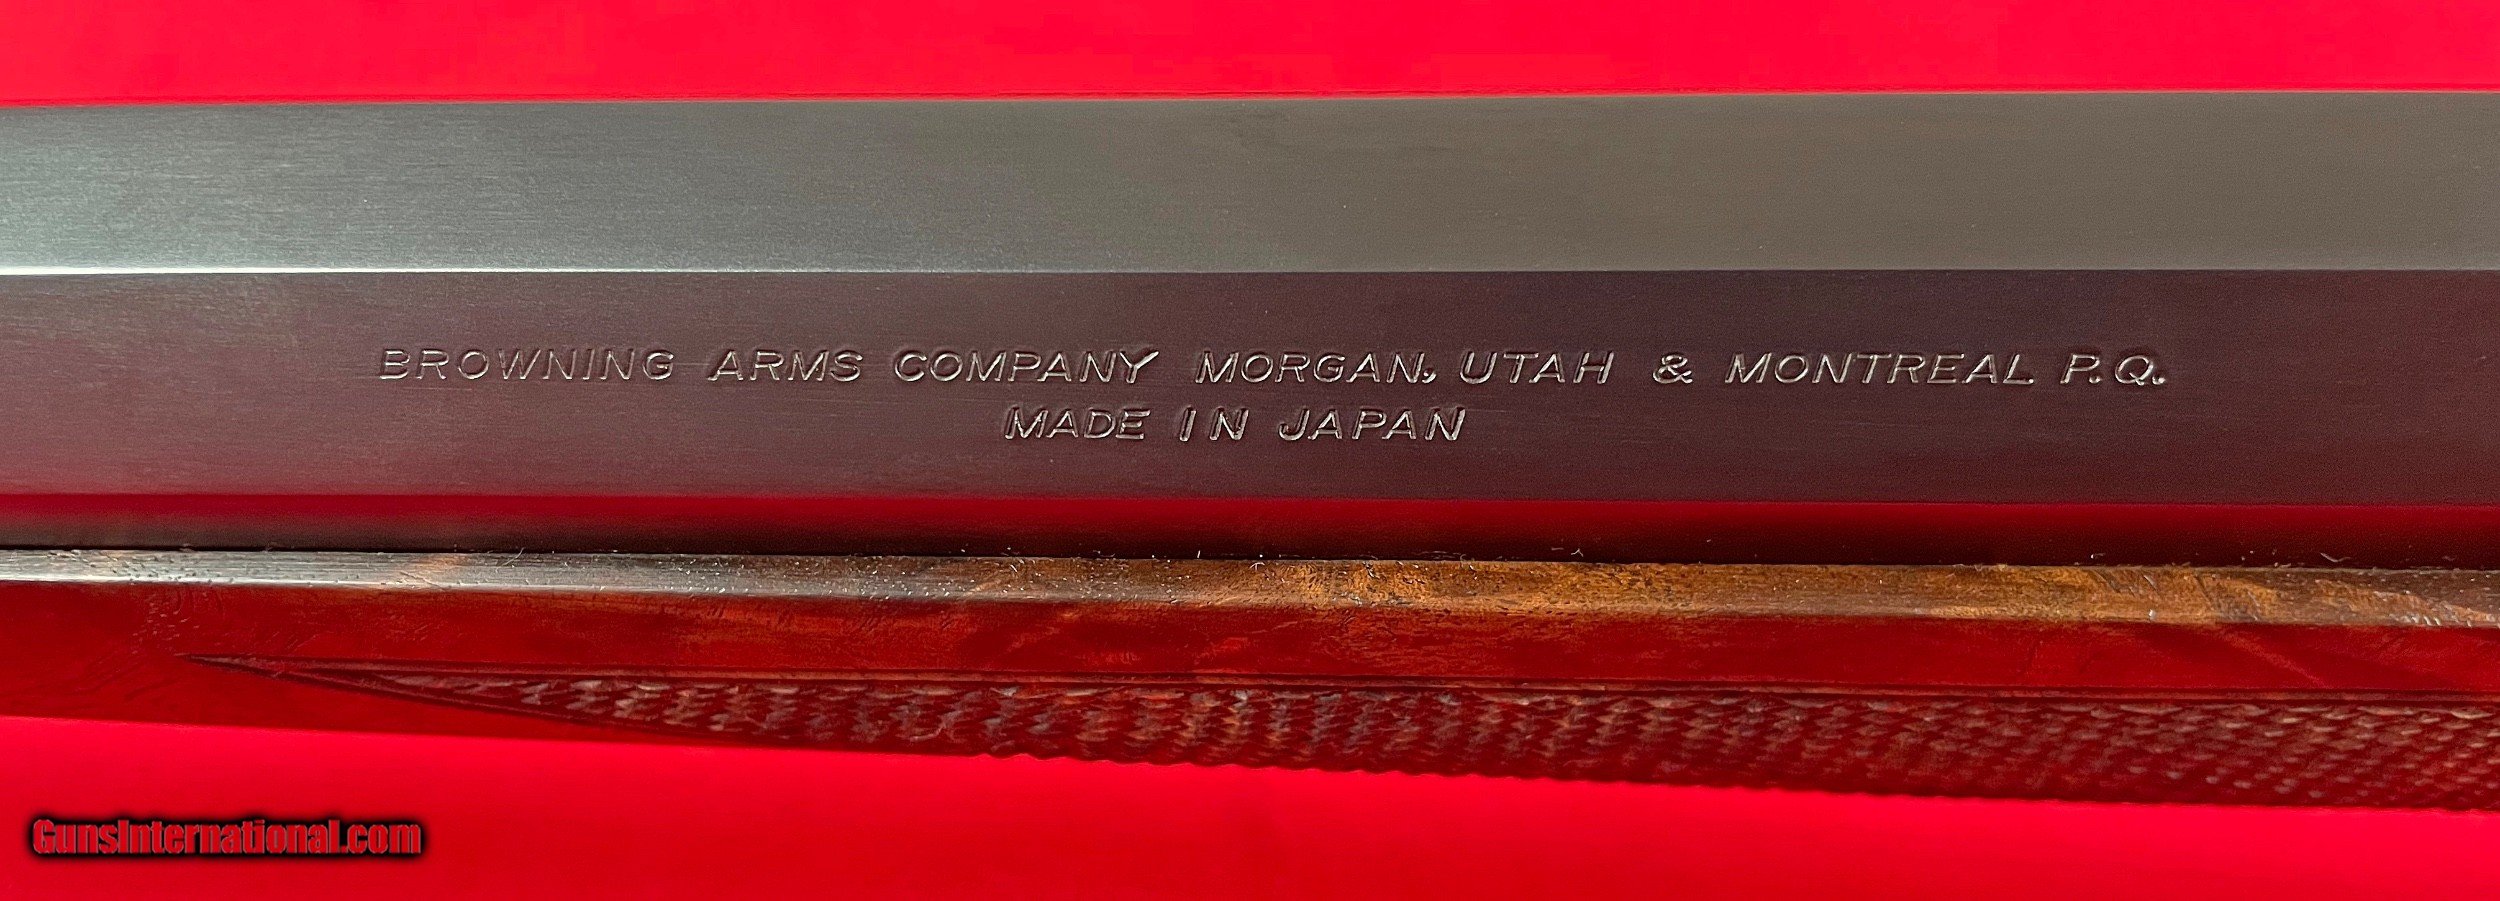 BROWNING ARMS COMPANY MORGAN, UTAH & MONTREAL P.Q.
MADE IN JAPAN
GunsInternational.com